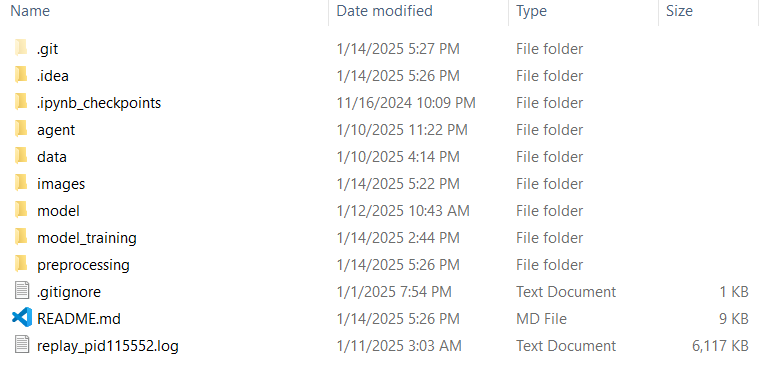 Name Date modified Type Size
.git 1/14/2025 5:27 PM File folder
.idea 1/14/2025 5:26 PM File folder
.ipynb_checkpoints 11/16/2024 10:09 PM File folder
agent 1/10/2025 11:22 PM File folder
data 1/10/2025 4:14 PM File folder
images 1/14/2025 5:22 PM File folder
model 1/12/2025 10:43 AM File folder
model_training 1/14/2025 2:44 PM File folder
preprocessing 1/14/2025 5:26 PM File folder
.gitignore 1/1/2025 7:54 PM Text Document 1 KB
README.md 1/14/2025 5:26 PM MD File 9 KB
replay_pid115552.log 1/11/2025 3:03 AM Text Document 6,117 KB